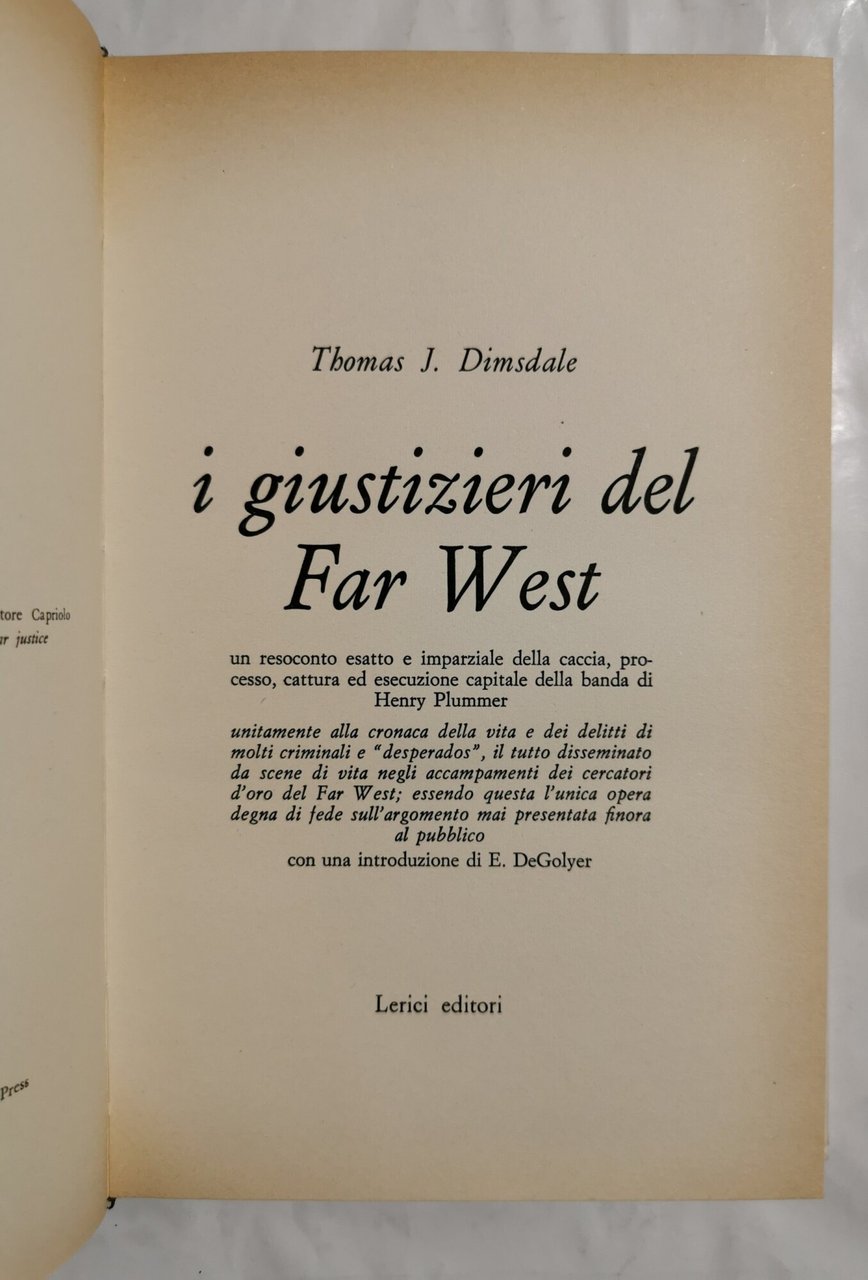 tore Capriolo
ar justice
Press
Thomas J. Dimsdale
i giustizieri del
Far West
un resoconto esatto e imparziale della caccia, pro-
cesso, cattura ed esecuzione capitale della banda di
Henry Plummer
unitamente alla cronaca della vita e dei delitti di
molti criminali e "desperados", il tutto disseminato
da scene di vita negli accampamenti dei cercatori
d'oro del Far West; essendo questa l'unica opera
degna di fede sull'argomento mai presentata finora
al pubblico
con una introduzione di E. DeGolyer
Lerici editori